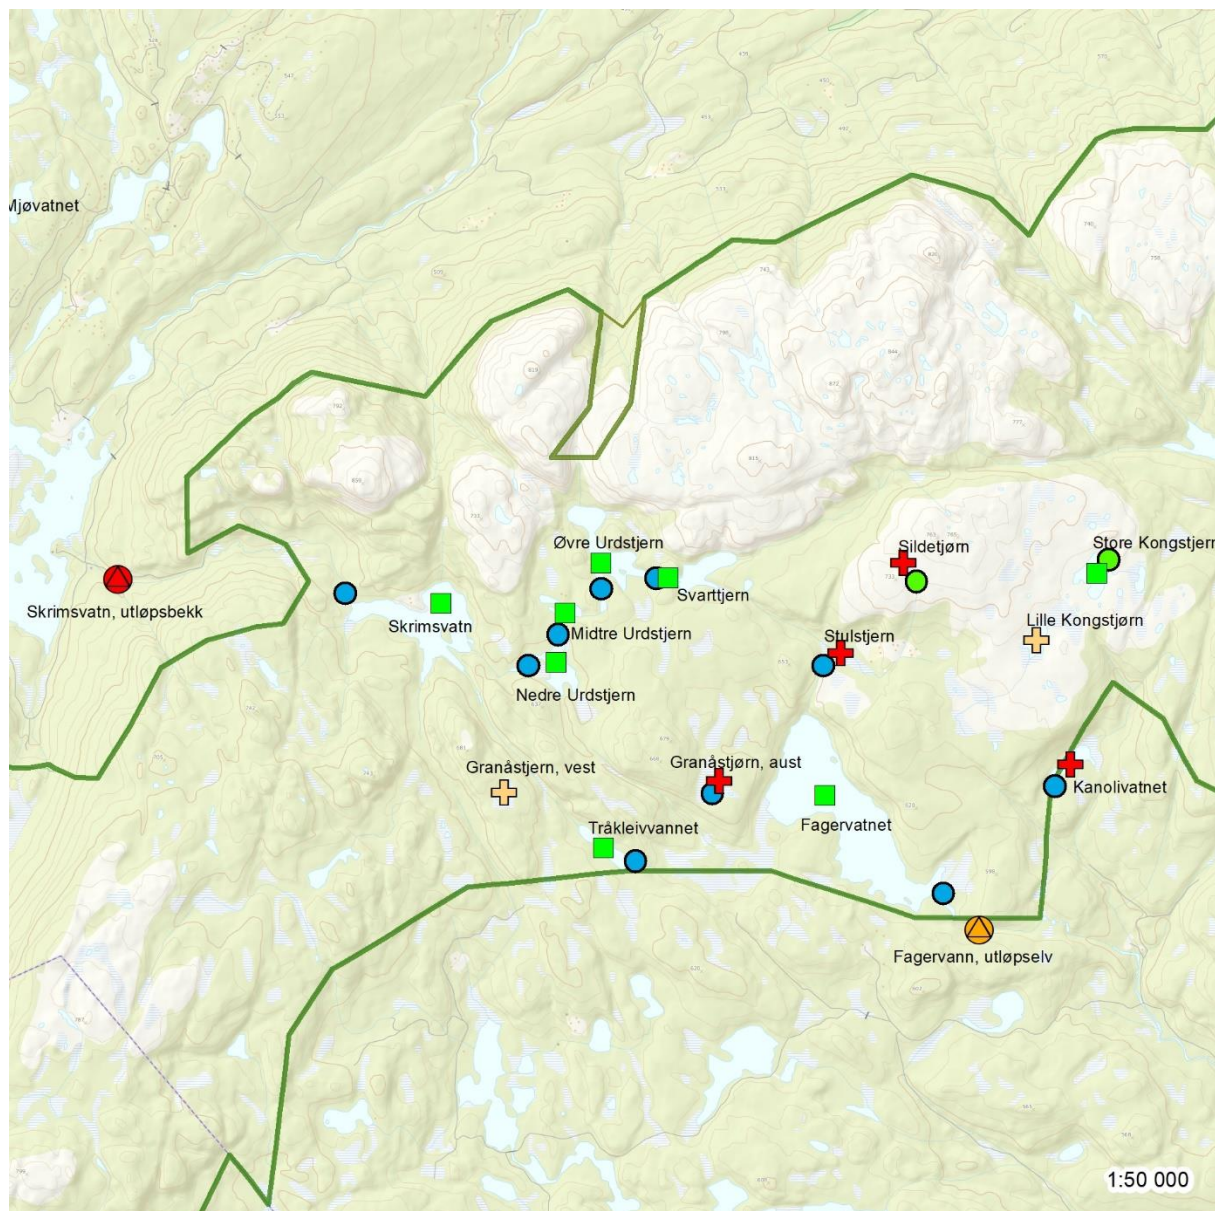 Mjøvatnet
Øvre Urdstjern
Sildetjørn
Store Kongstjern
Svarttjern
Skrimsvatn, utløpsbekk
Skrimsvatn
Midtre Urdstjern
Lille Kongstjørn
Stulstjern
Nedre Urdstjern
Granåstjern, vest
Granåstjørn, aust
Kanolivatnet
Tråkleivvannet
Fagervatnet
Fagervann, utløpselv
1:50 000